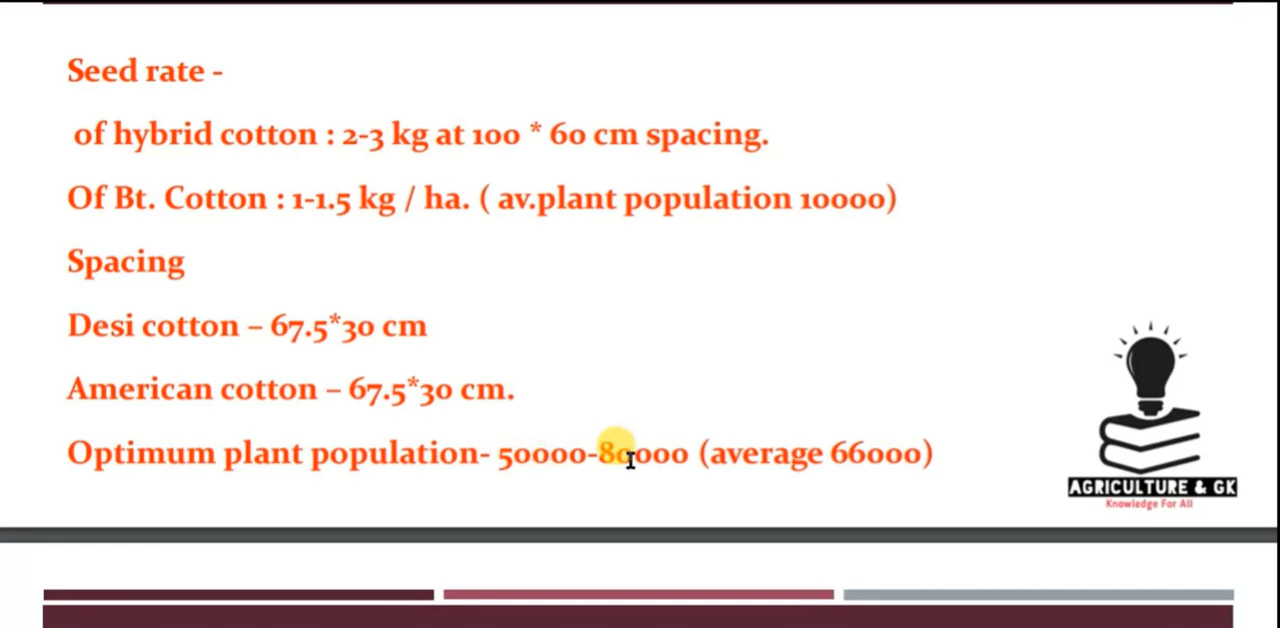 Seed rate -
of hybrid cotton : 2-3 kg at 100 * 60 cm spacing.
Of Bt. Cotton : 1-1.5 kg / ha. ( av.plant population 10000)
Spacing
Desi cotton – 67.5*30 cm
American cotton – 67.5*30 cm.
Optimum plant population- 50000-80000 (average 66000)
AGRICULTURE & GK
Knowledge For All